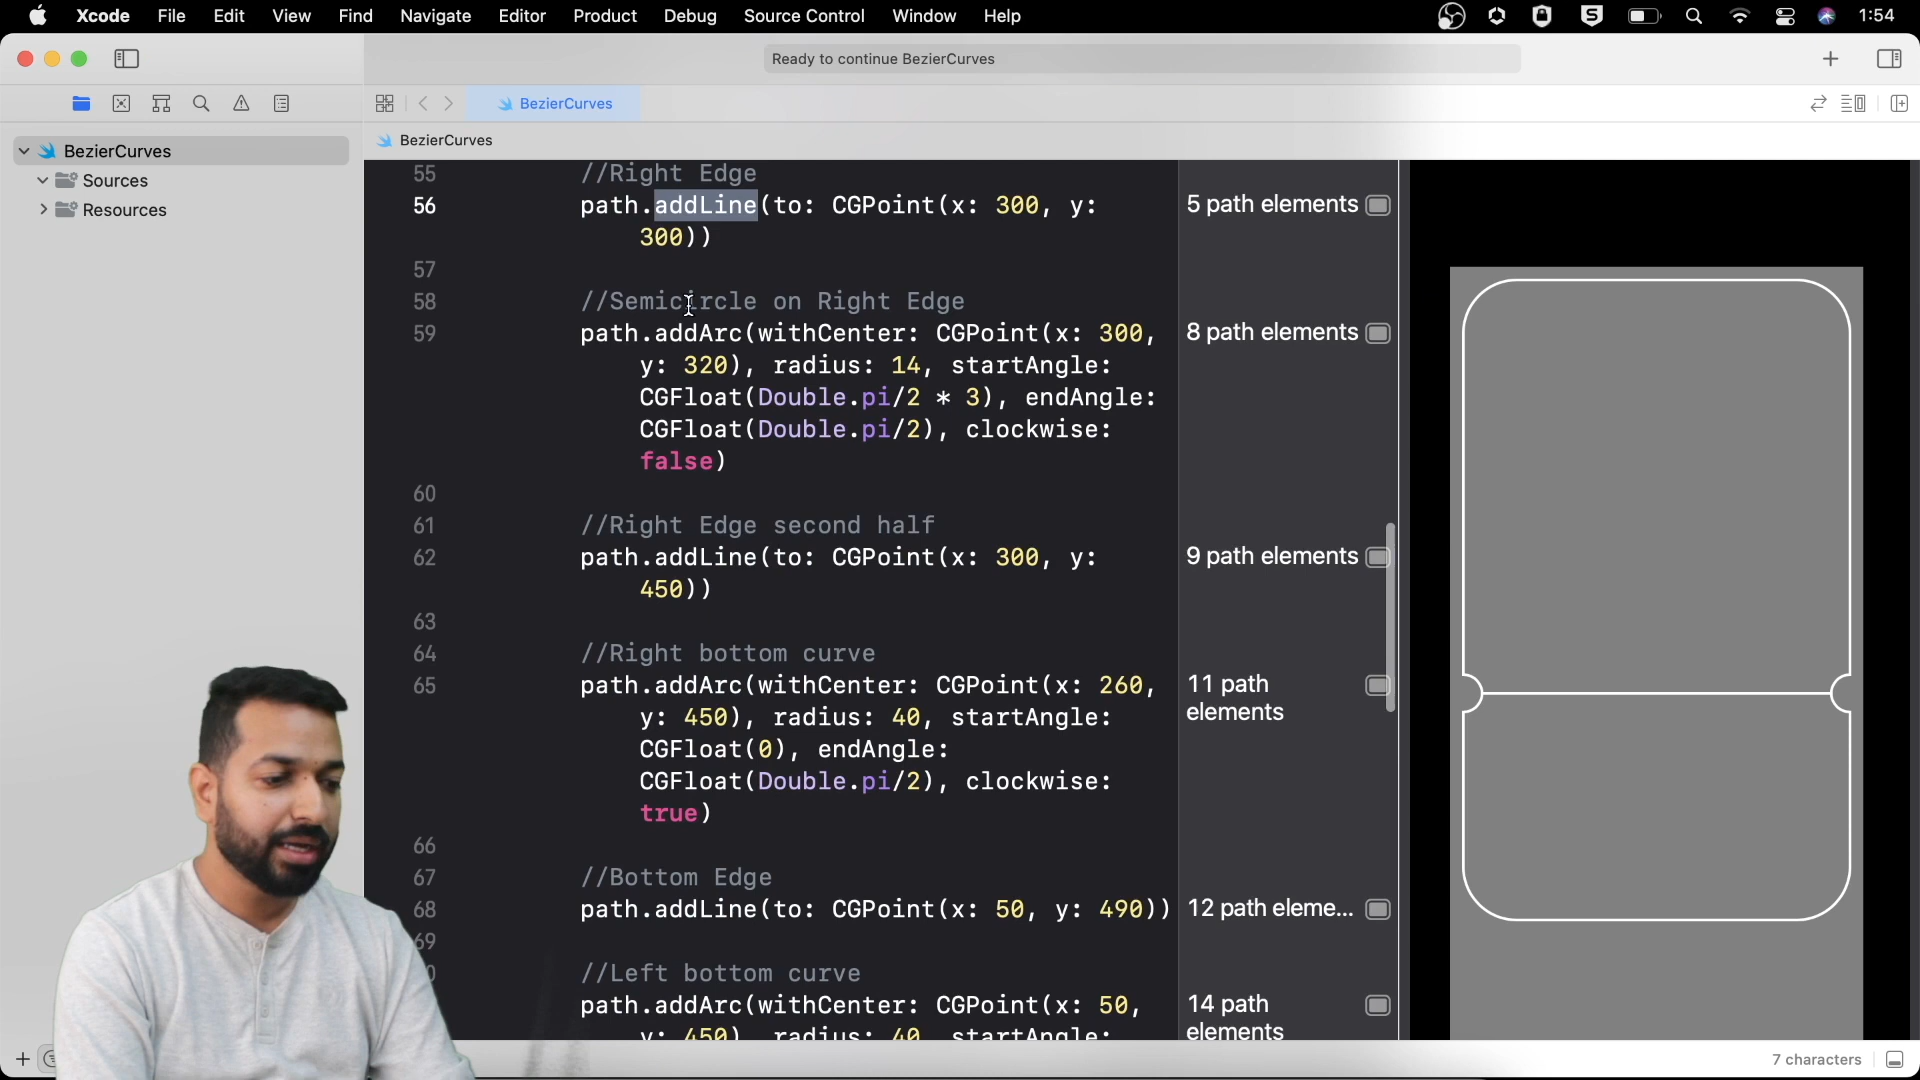 Xcode File Edit View Find Navigate Editor Product Debug Source Control Window Help 1:54
Ready to continue BezierCurves
BezierCurves
BezierCurves
BezierCurves
Sources
Resources
55 //Right Edge
56 path.addLine(to: CGPoint(x: 300, y: 5 path elements
300))
57
58 //Semicircle on Right Edge
59 path.addArc(withCenter: CGPoint(x: 300, 8 path elements
y: 320), radius: 14, startAngle:
CGFloat(Double.pi/2 * 3), endAngle:
CGFloat(Double.pi/2), clockwise:
false)
60
61 //Right Edge second half
62 path.addLine(to: CGPoint(x: 300, y: 9 path elements
450))
63
64 //Right bottom curve
65 path.addArc(withCenter: CGPoint(x: 260, 11 path
elements
y: 450), radius: 40, startAngle:
CGFloat(0), endAngle:
CGFloat(Double.pi/2), clockwise:
true)
66
67 //Bottom Edge
68 path.addLine(to: CGPoint(x: 50, y: 490)) 12 path eleme...
69
//Left bottom curve
path.addArc(withCenter: CGPoint(x: 50, 14 path
elements
y: 450), radius: 40, startAngle:
7 characters